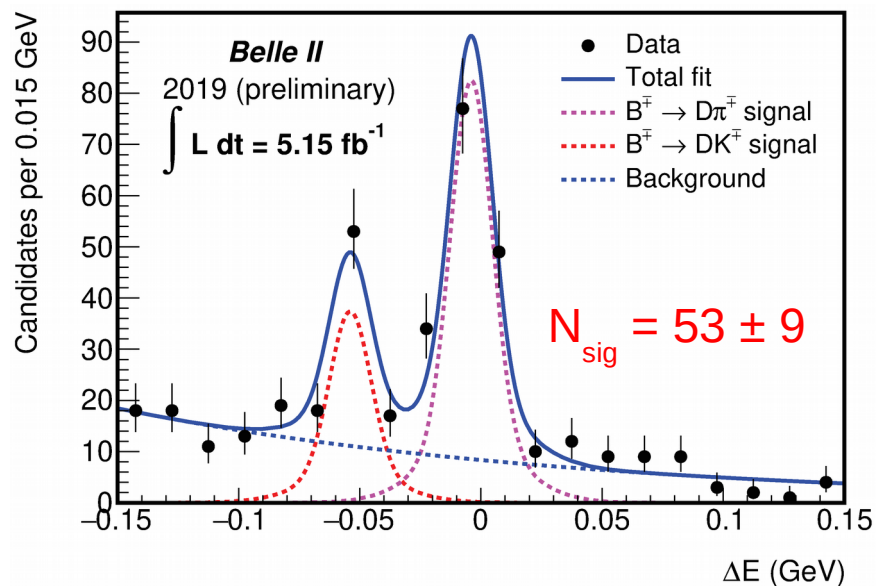 Candidates per 0.015 GeV
90
80
70
60
50
40
30
20
10
0
Belle II
2019 (preliminary)
∫ L dt = 5.15 fb⁻¹
Data
Total fit
B∓ → Dπ∓ signal
B∓ → DK∓ signal
Background
N_sig = 53 ± 9
−0.15 −0.1 −0.05 0 0.05 0.1 0.15
ΔE (GeV)